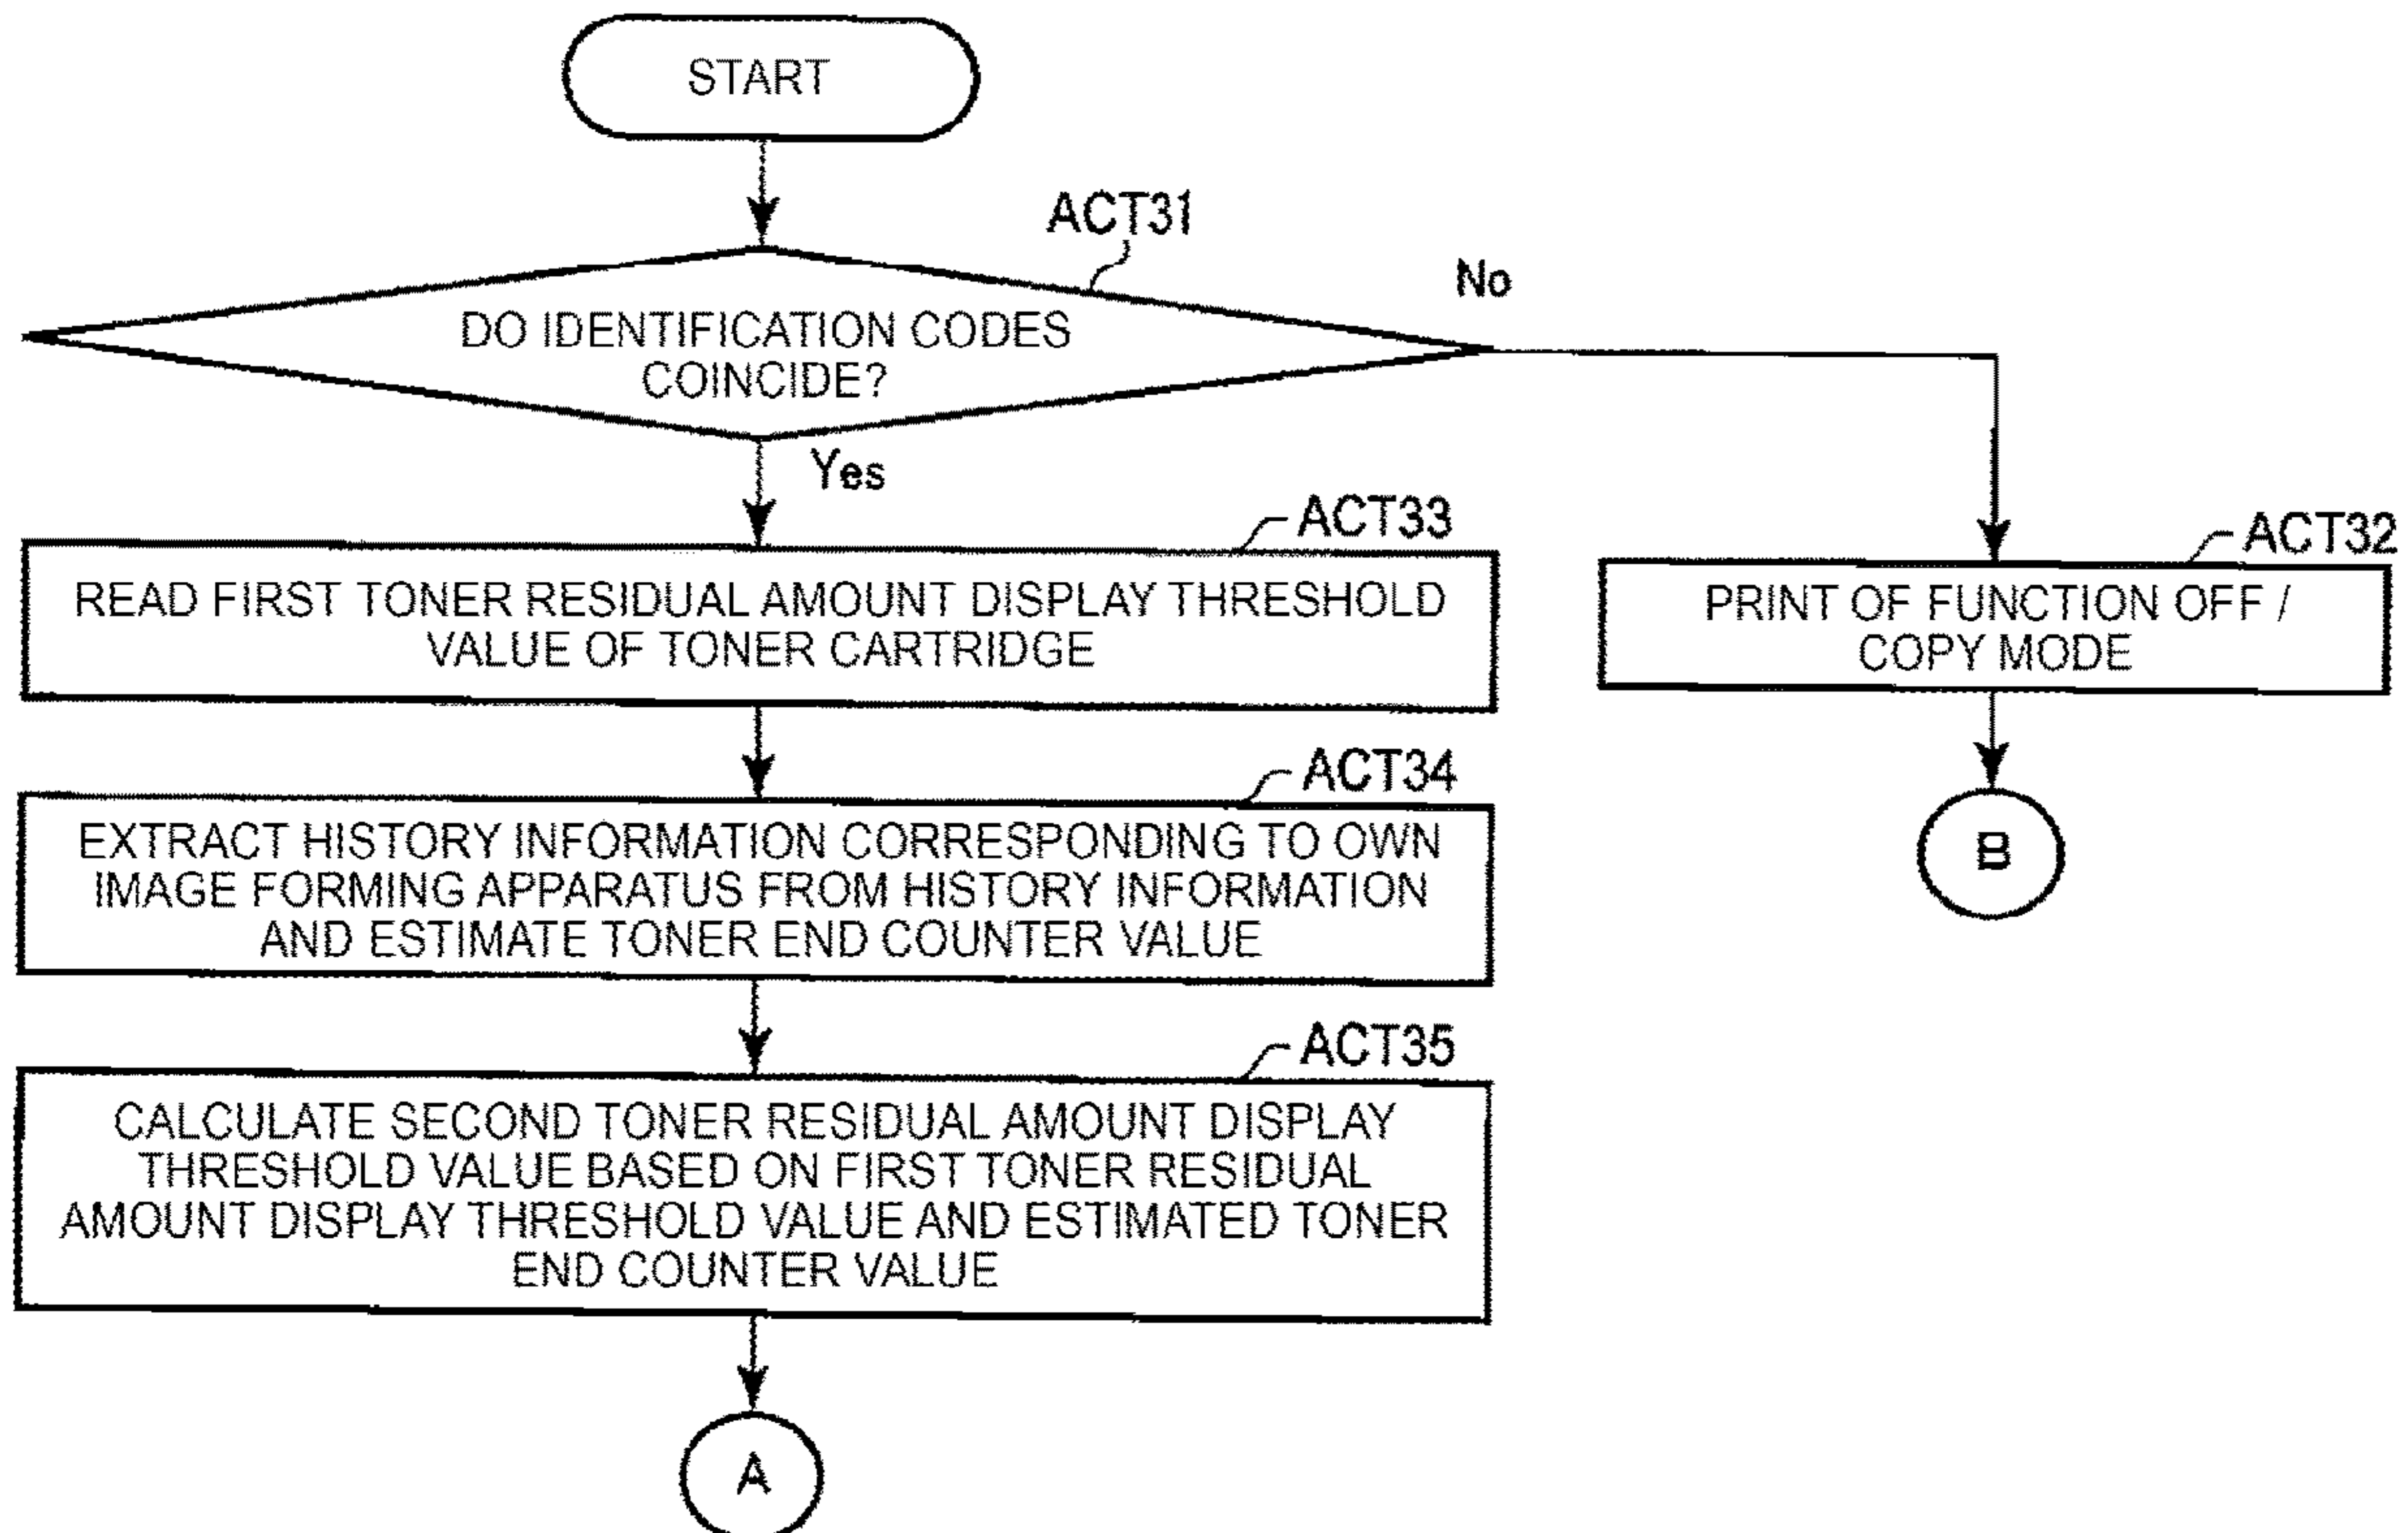 START
ACT31
No
DO IDENTIFICATION CODES
COINCIDE?
Yes
ACT33
READ FIRST TONER RESIDUAL AMOUNT DISPLAY THRESHOLD
VALUE OF TONER CARTRIDGE
ACT32
PRINT OF FUNCTION OFF /
COPY MODE
ACT34
EXTRACT HISTORY INFORMATION CORRESPONDING TO OWN
IMAGE FORMING APPARATUS FROM HISTORY INFORMATION
AND ESTIMATE TONER END COUNTER VALUE
B
ACT35
CALCULATE SECOND TONER RESIDUAL AMOUNT DISPLAY
THRESHOLD VALUE BASED ON FIRST TONER RESIDUAL
AMOUNT DISPLAY THRESHOLD VALUE AND ESTIMATED TONER
END COUNTER VALUE
A